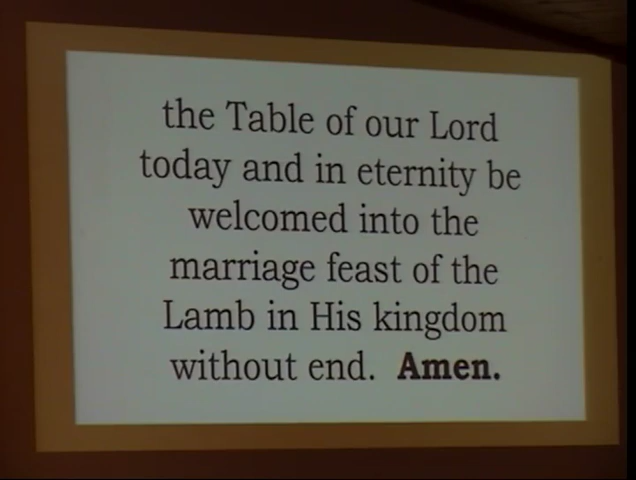 the Table of our Lord
today and in eternity be
welcomed into the
marriage feast of the
Lamb in His kingdom
without end. Amen.